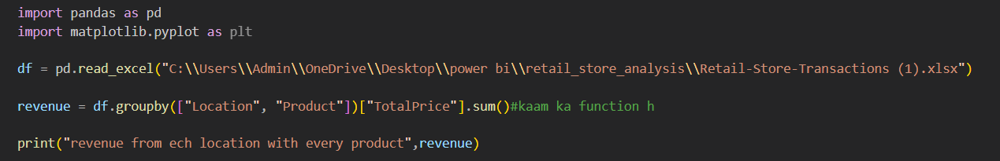 import pandas as pd
import matplotlib.pyplot as plt
df = pd.read_excel("C:\\Users\\Admin\\OneDrive\\Desktop\\power bi\\retail_store_analysis\\Retail-Store-Transactions (1).xlsx")
revenue = df.groupby(["Location", "Product"])["TotalPrice"].sum()#kaam ka function h
print("revenue from ech location with every product",revenue)